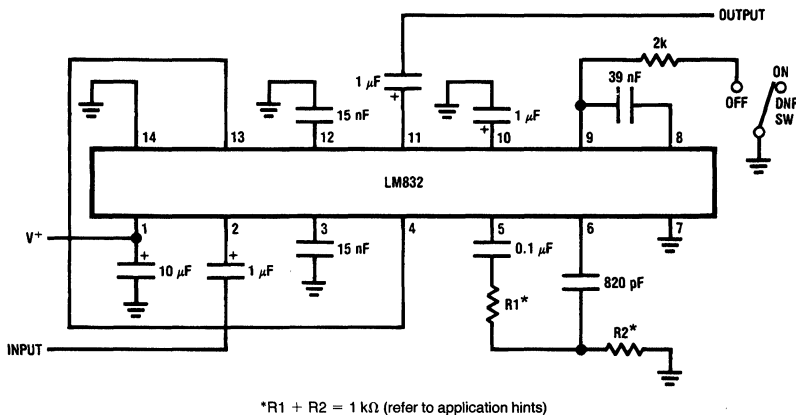 OUTPUT
2k
ON
39 nF
1 μF
+
OFF
DNR
SW
15 nF
+
1 μF
14
13
12
11
10
9
8
LM832
1
2
3
4
5
6
7
V+
+
10 μF
+
1 μF
15 nF
0.1 μF
820 pF
R1*
R2*
INPUT
*R1 + R2 = 1 kΩ (refer to application hints)